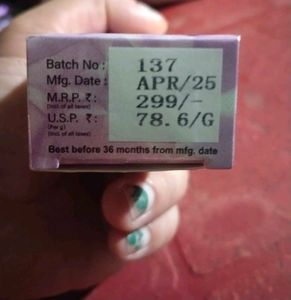 Batch No : 137
Mfg. Date : APR/25
M.R.P. ₹ : 299/-
(Incl. of all taxes)
U.S.P. ₹ : 78.6/G
(Per g)
(Incl. of all taxes)
Best before 36 months from mfg. date